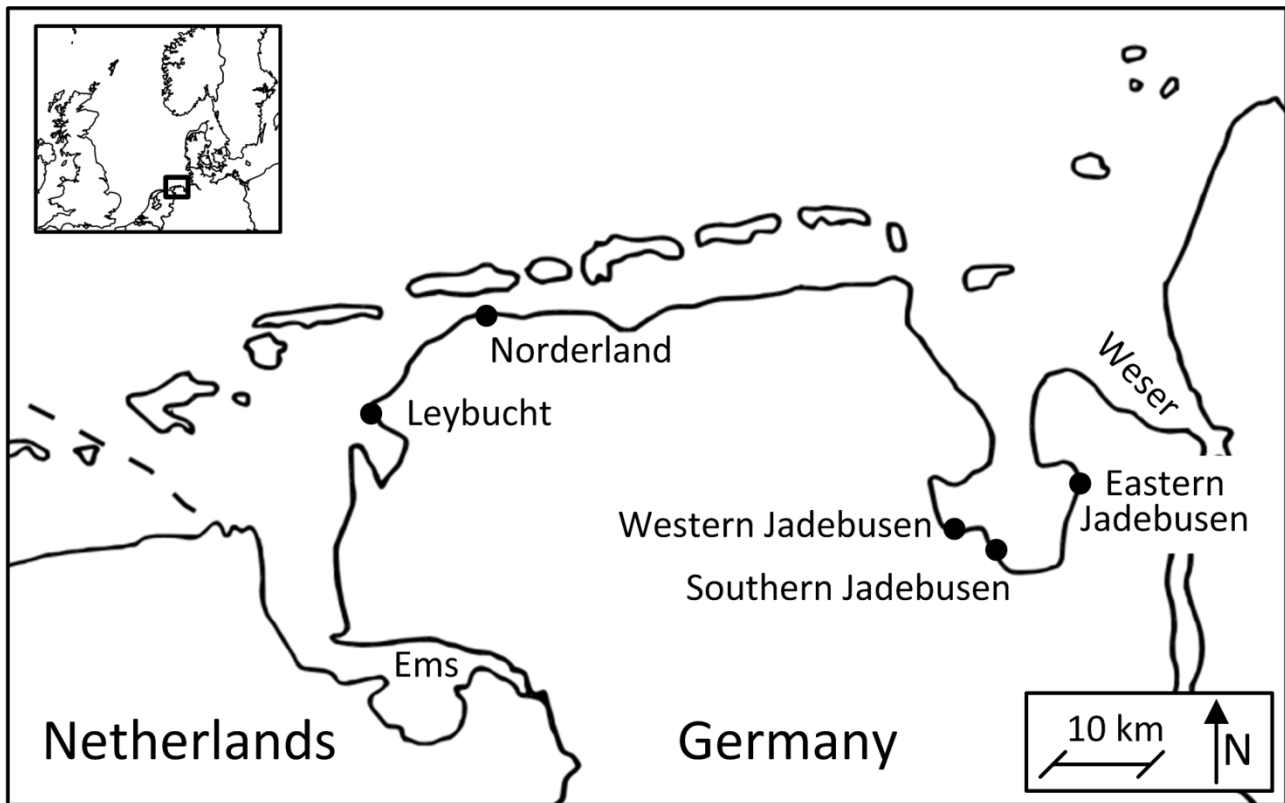 Norderland
Leybucht
Weser
Eastern
Jadebusen
Western Jadebusen
Southern Jadebusen
Ems
Netherlands
Germany
10 km
N